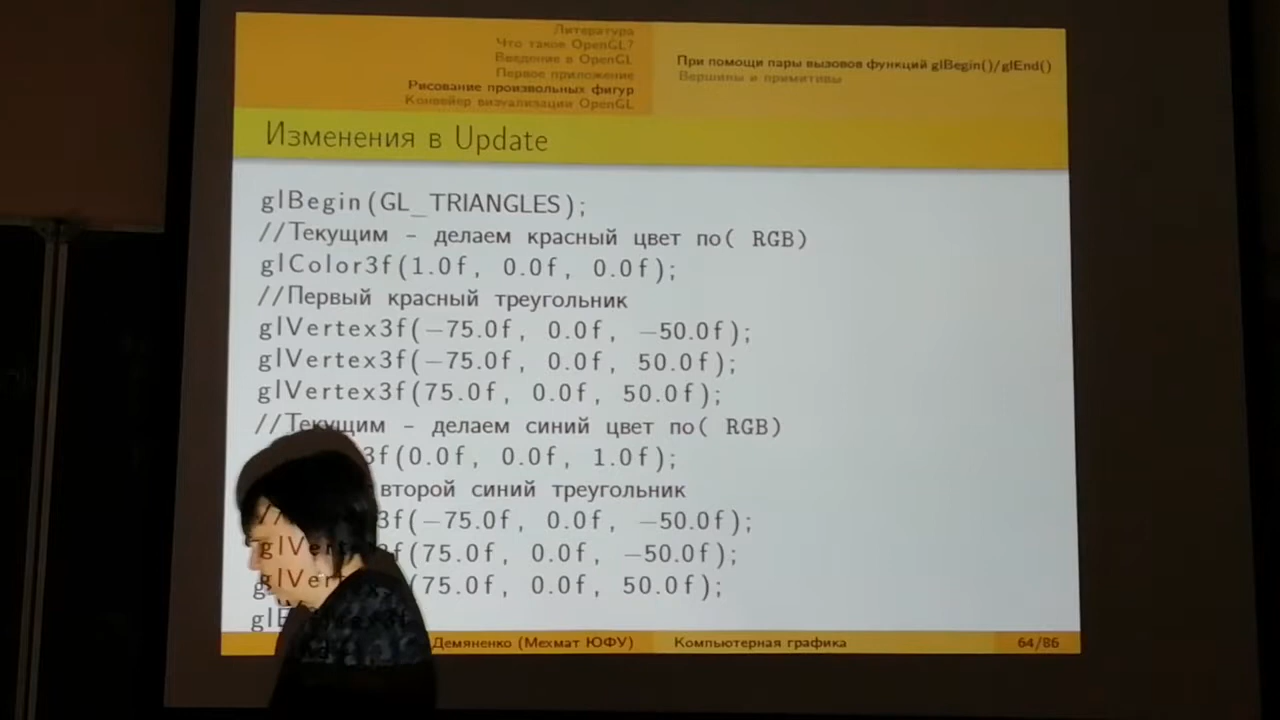 Литература
Что такое OpenGL?
Введение в OpenGL
Первое приложение
Рисование произвольных фигур
Конвейер визуализации OpenGL
При помощи пары вызовов функций glBegin()/glEnd()
Вершины и примитивы
Изменения в Update
glBegin(GL_TRIANGLES);
//Текущим – делаем красный цвет по( RGB)
glColor3f(1.0f, 0.0f, 0.0f);
//Первый красный треугольник
glVertex3f(−75.0f, 0.0f, −50.0f);
glVertex3f(−75.0f, 0.0f, 50.0f);
glVertex3f(75.0f, 0.0f, 50.0f);
//Текущим – делаем синий цвет по( RGB)
3f(0.0f, 0.0f, 1.0f);
// второй синий треугольник
3f(−75.0f, 0.0f, −50.0f);
glVert f(75.0f, 0.0f, −50.0f);
glVert (75.0f, 0.0f, 50.0f);
glE
Демяненко (Мехмат ЮФУ)
Компьютерная графика
64/86